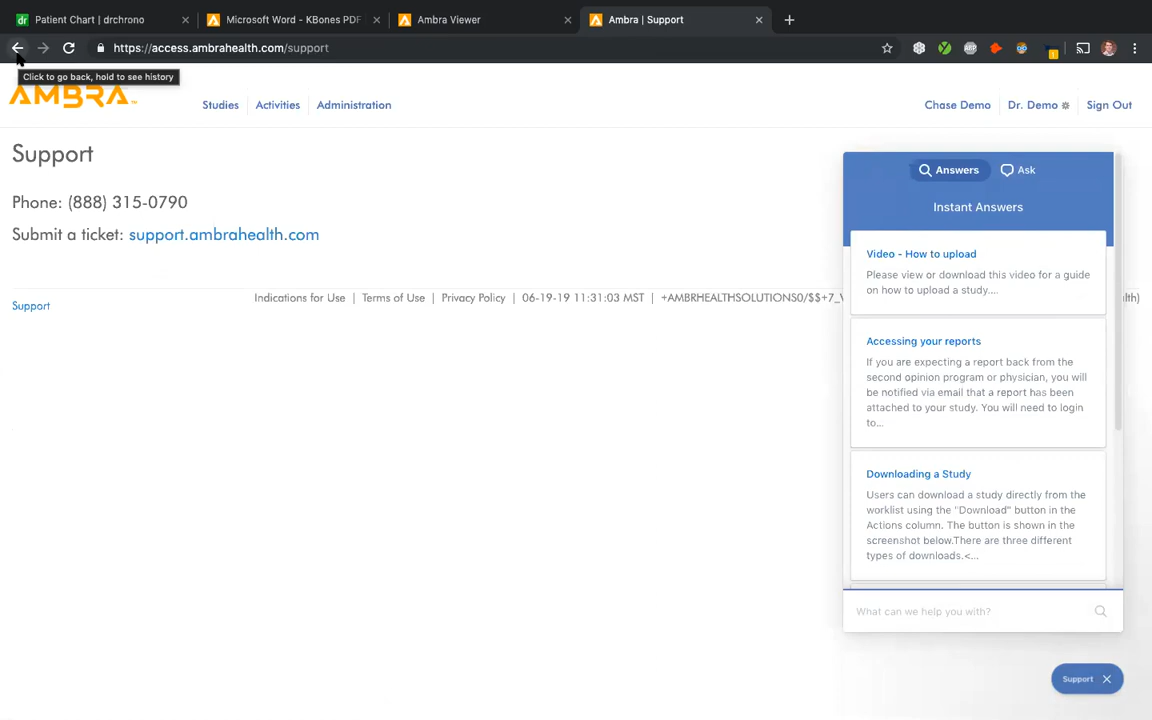 Patient Chart | drchrono
Microsoft Word - KBones PDF
Ambra Viewer
Ambra | Support
https://access.ambrahealth.com/support
ABP
1
Click to go back, hold to see history
AMBRA™
Studies
Activities
Administration
Chase Demo
Dr. Demo
Sign Out
Support
Phone: (888) 315-0790
Submit a ticket: support.ambrahealth.com
Indications for Use | Terms of Use | Privacy Policy | 06-19-19 11:31:03 MST | +AMBRHEALTHSOLUTIONS0/$$+7_
Support
Answers
Ask
Instant Answers
Video - How to upload
Please view or download this video for a guide
on how to upload a study....
Accessing your reports
If you are expecting a report back from the
second opinion program or physician, you will
be notified via email that a report has been
attached to your study. You will need to login
to...
Downloading a Study
Users can download a study directly from the
worklist using the "Download" button in the
Actions column. The button is shown in the
screenshot below.There are three different
types of downloads.<...
What can we help you with?
Support